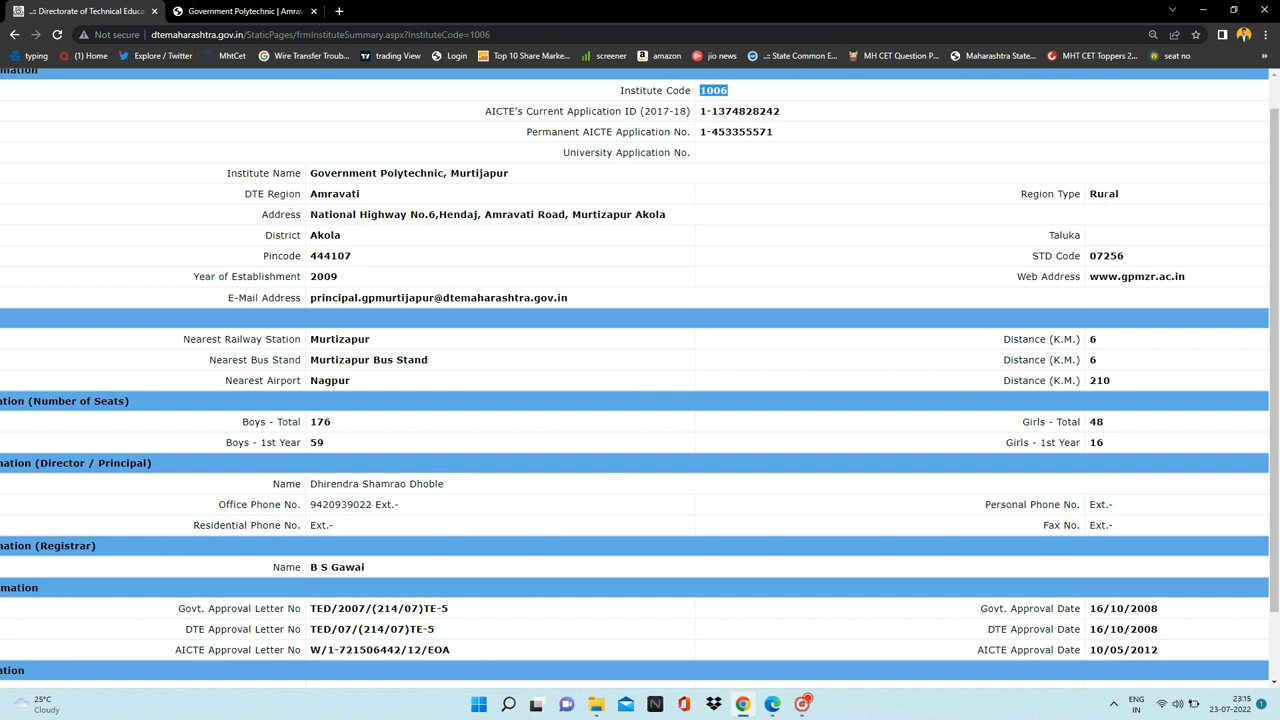 .:: Directorate of Technical Educa
Government Polytechnic | Amrav
Not secure
dtemaharashtra.gov.in/StaticPages/frmInstituteSummary.aspx?InstituteCode=1006
typing
(1) Home
Explore / Twitter
MhtCet
Wire Transfer Troub...
trading View
Login
Top 10 Share Marke...
screener
amazon
jio news
..:: State Common E...
MH CET Question P...
Maharashtra State...
MHT CET Toppers 2...
seat no
»
mation
Institute Code 1006
AICTE's Current Application ID (2017-18) 1-1374828242
Permanent AICTE Application No. 1-453355571
University Application No.
Institute Name Government Polytechnic, Murtijapur
DTE Region Amravati Region Type Rural
Address National Highway No.6,Hendaj, Amravati Road, Murtizapur Akola
District Akola Taluka
Pincode 444107 STD Code 07256
Year of Establishment 2009 Web Address www.gpmzr.ac.in
E-Mail Address principal.gpmurtijapur@dtemaharashtra.gov.in
Nearest Railway Station Murtizapur Distance (K.M.) 6
Nearest Bus Stand Murtizapur Bus Stand Distance (K.M.) 6
Nearest Airport Nagpur Distance (K.M.) 210
ation (Number of Seats)
Boys - Total 176 Girls - Total 48
Boys - 1st Year 59 Girls - 1st Year 16
mation (Director / Principal)
Name Dhirendra Shamrao Dhoble
Office Phone No. 9420939022 Ext.- Personal Phone No. Ext.-
Residential Phone No. Ext.- Fax No. Ext.-
mation (Registrar)
Name B S Gawai
mation
Govt. Approval Letter No TED/2007/(214/07)TE-5 Govt. Approval Date 16/10/2008
DTE Approval Letter No TED/07/(214/07)TE-5 DTE Approval Date 16/10/2008
AICTE Approval Letter No W/1-721506442/12/EOA AICTE Approval Date 10/05/2012
ation
25°C
Cloudy
ENG
IN
23:15
23-07-2022
1